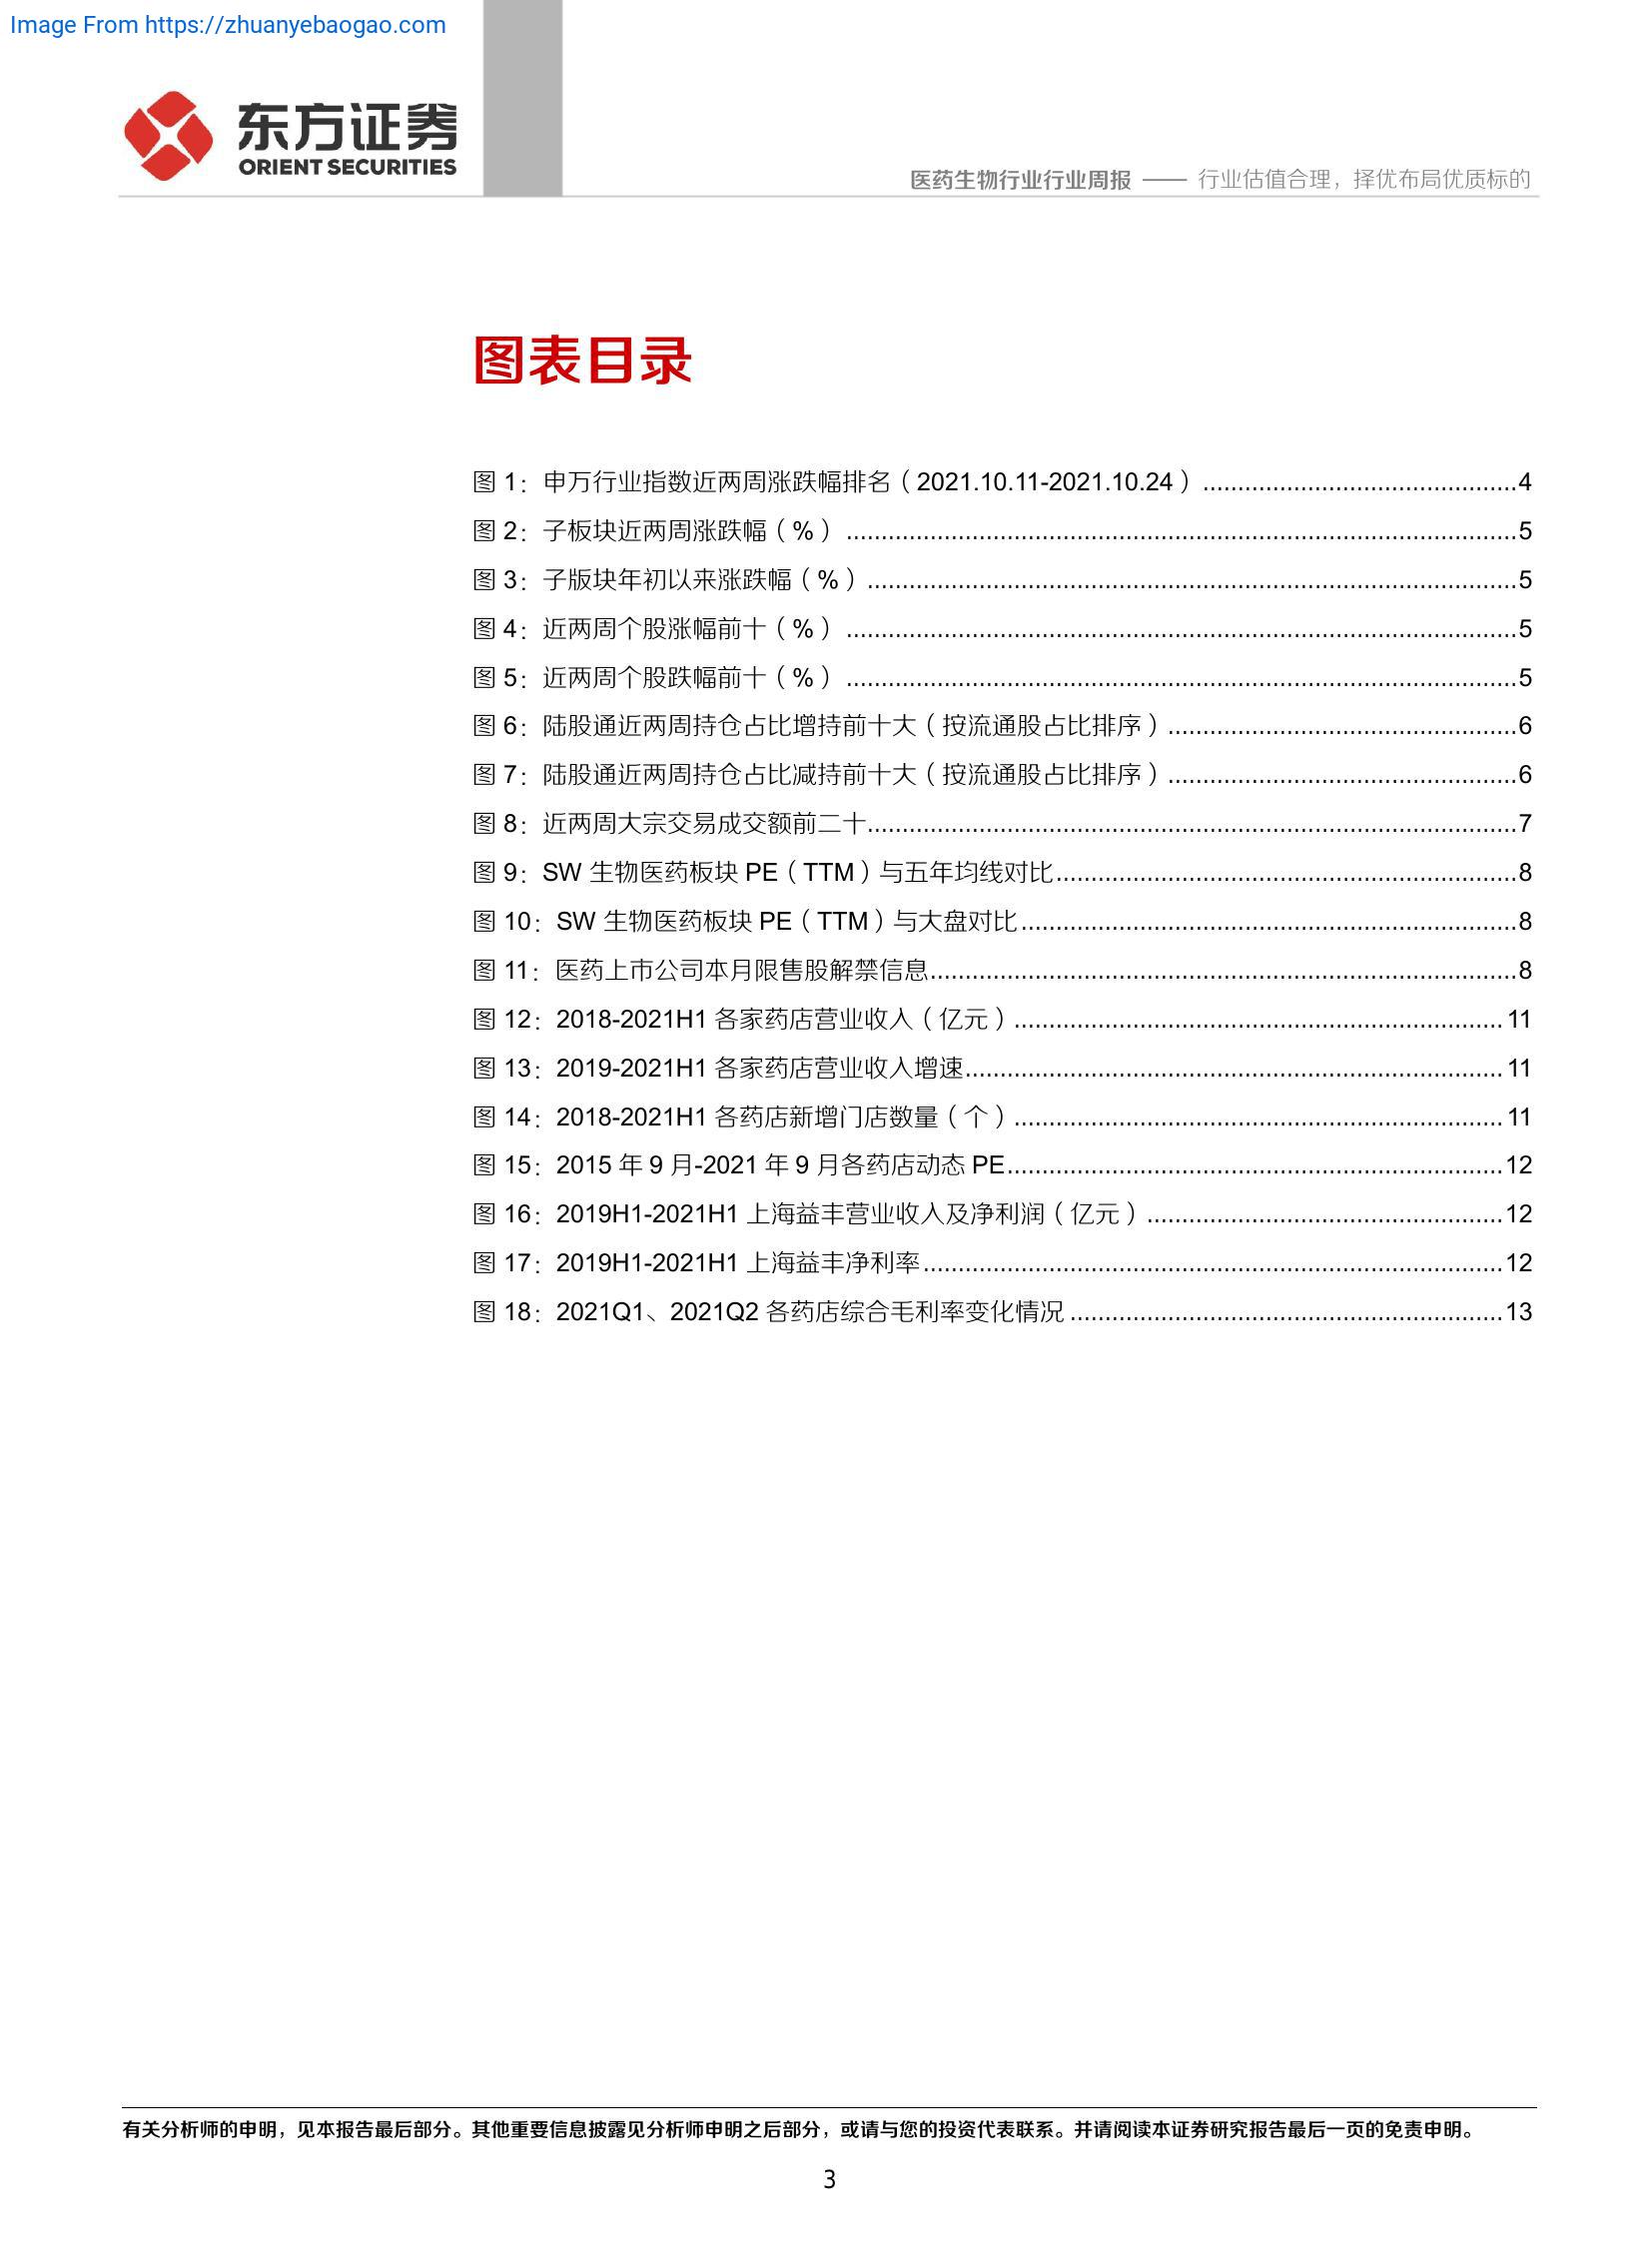 Image From https://zhuanyebaogao.com
东方证券
ORIENT SECURITIES
医药生物行业行业周报 —— 行业估值合理，择优布局优质标的
图表目录
图 1：申万行业指数近两周涨跌幅排名（2021.10.11-2021.10.24）.............................................4
图 2：子板块近两周涨跌幅（%）................................................................................................5
图 3：子版块年初以来涨跌幅（%）.............................................................................................5
图 4：近两周个股涨幅前十（%）................................................................................................5
图 5：近两周个股跌幅前十（%）................................................................................................5
图 6：陆股通近两周持仓占比增持前十大（按流通股占比排序）..................................................6
图 7：陆股通近两周持仓占比减持前十大（按流通股占比排序）..................................................6
图 8：近两周大宗交易成交额前二十.............................................................................................7
图 9：SW 生物医药板块 PE（TTM）与五年均线对比..................................................................8
图 10：SW 生物医药板块 PE（TTM）与大盘对比.......................................................................8
图 11：医药上市公司本月限售股解禁信息....................................................................................8
图 12：2018-2021H1 各家药店营业收入（亿元）......................................................................11
图 13：2019-2021H1 各家药店营业收入增速.............................................................................11
图 14：2018-2021H1 各药店新增门店数量（个）......................................................................11
图 15：2015 年 9 月-2021 年 9 月各药店动态 PE.......................................................................12
图 16：2019H1-2021H1 上海益丰营业收入及净利润（亿元）...................................................12
图 17：2019H1-2021H1 上海益丰净利率...................................................................................12
图 18：2021Q1、2021Q2 各药店综合毛利率变化情况..............................................................13
有关分析师的申明，见本报告最后部分。其他重要信息披露见分析师申明之后部分，或请与您的投资代表联系。并请阅读本证券研究报告最后一页的免责申明。
3